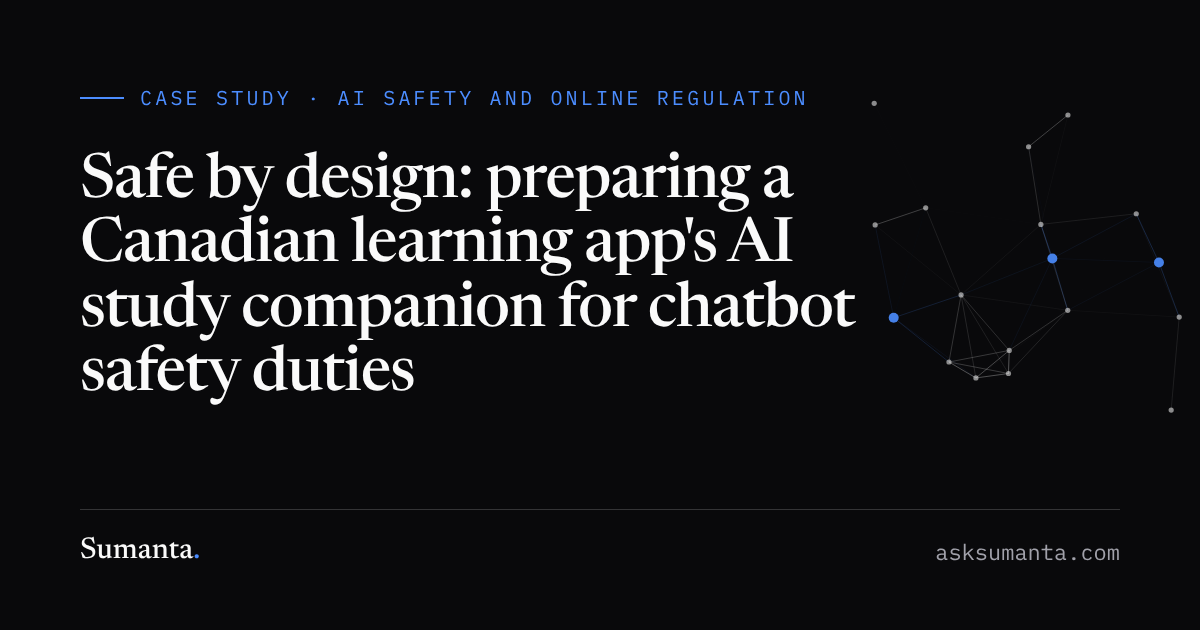 CASE STUDY · AI SAFETY AND ONLINE REGULATION
Safe by design: preparing a
Canadian learning app's AI
study companion for chatbot
safety duties
Sumanta.
asksumanta.com